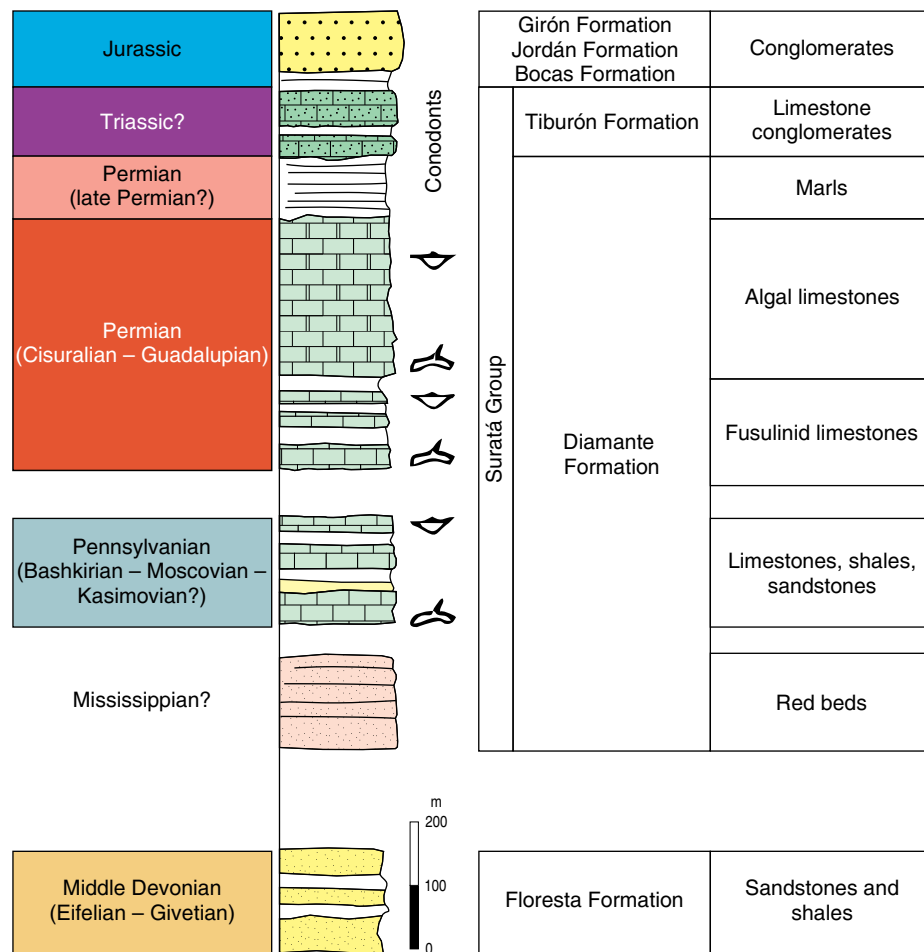 Jurassic
Girón Formation
Jordán Formation
Bocas Formation
Conglomerates
Triassic?
Conodonts
Tiburón Formation
Limestone
conglomerates
Permian
(late Permian?)
Marls
Permian
(Cisuralian – Guadalupian)
Suratá Group
Diamante
Formation
Algal limestones
Fusulinid limestones
Pennsylvanian
(Bashkirian – Moscovian –
Kasimovian?)
Limestones, shales,
sandstones
Mississippian?
Red beds
m
200
100
0
Middle Devonian
(Eifelian – Givetian)
Floresta Formation
Sandstones and
shales